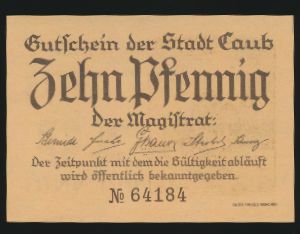 Gutschein der Stadt Caub
Zehn Pfennig
Der Magistrat:
Der Zeitpunkt mit dem die Gültigkeit abläuft
wird öffentlich bekanntgegeben.
№ 64184